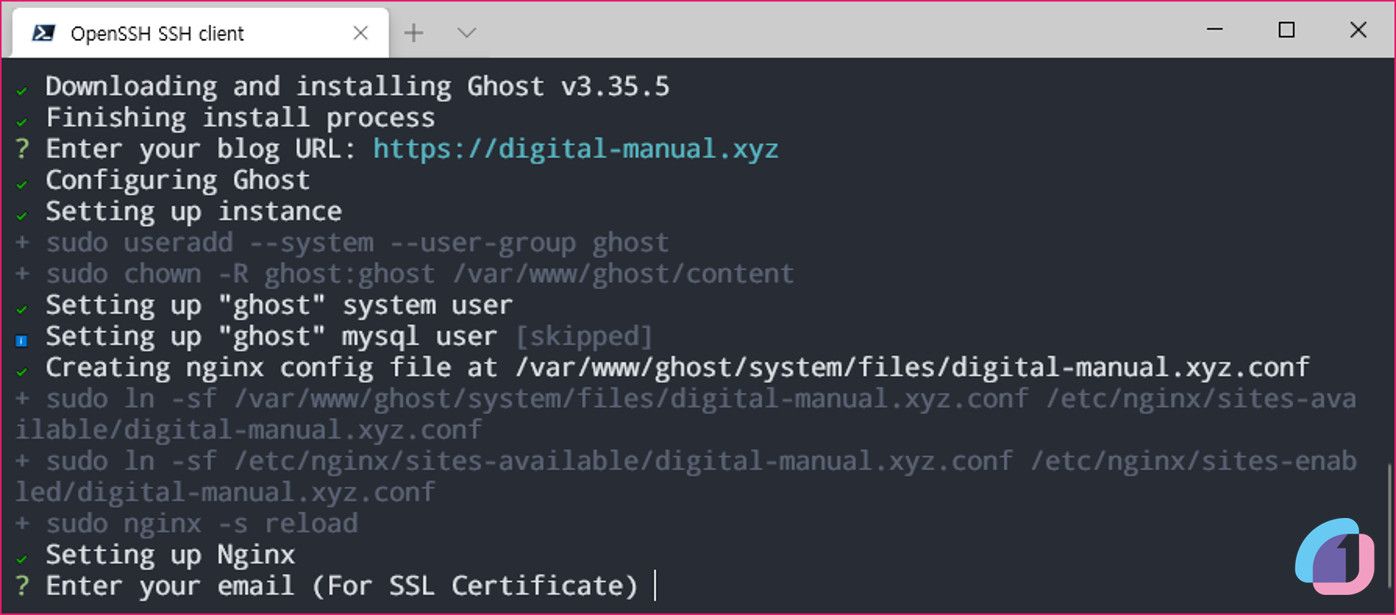 OpenSSH SSH client
✓ Downloading and installing Ghost v3.35.5
✓ Finishing install process
? Enter your blog URL: https://digital-manual.xyz
✓ Configuring Ghost
✓ Setting up instance
+ sudo useradd --system --user-group ghost
+ sudo chown -R ghost:ghost /var/www/ghost/content
✓ Setting up "ghost" system user
i Setting up "ghost" mysql user [skipped]
✓ Creating nginx config file at /var/www/ghost/system/files/digital-manual.xyz.conf
+ sudo ln -sf /var/www/ghost/system/files/digital-manual.xyz.conf /etc/nginx/sites-ava
ilable/digital-manual.xyz.conf
+ sudo ln -sf /etc/nginx/sites-available/digital-manual.xyz.conf /etc/nginx/sites-enab
led/digital-manual.xyz.conf
+ sudo nginx -s reload
✓ Setting up Nginx
? Enter your email (For SSL Certificate)
1